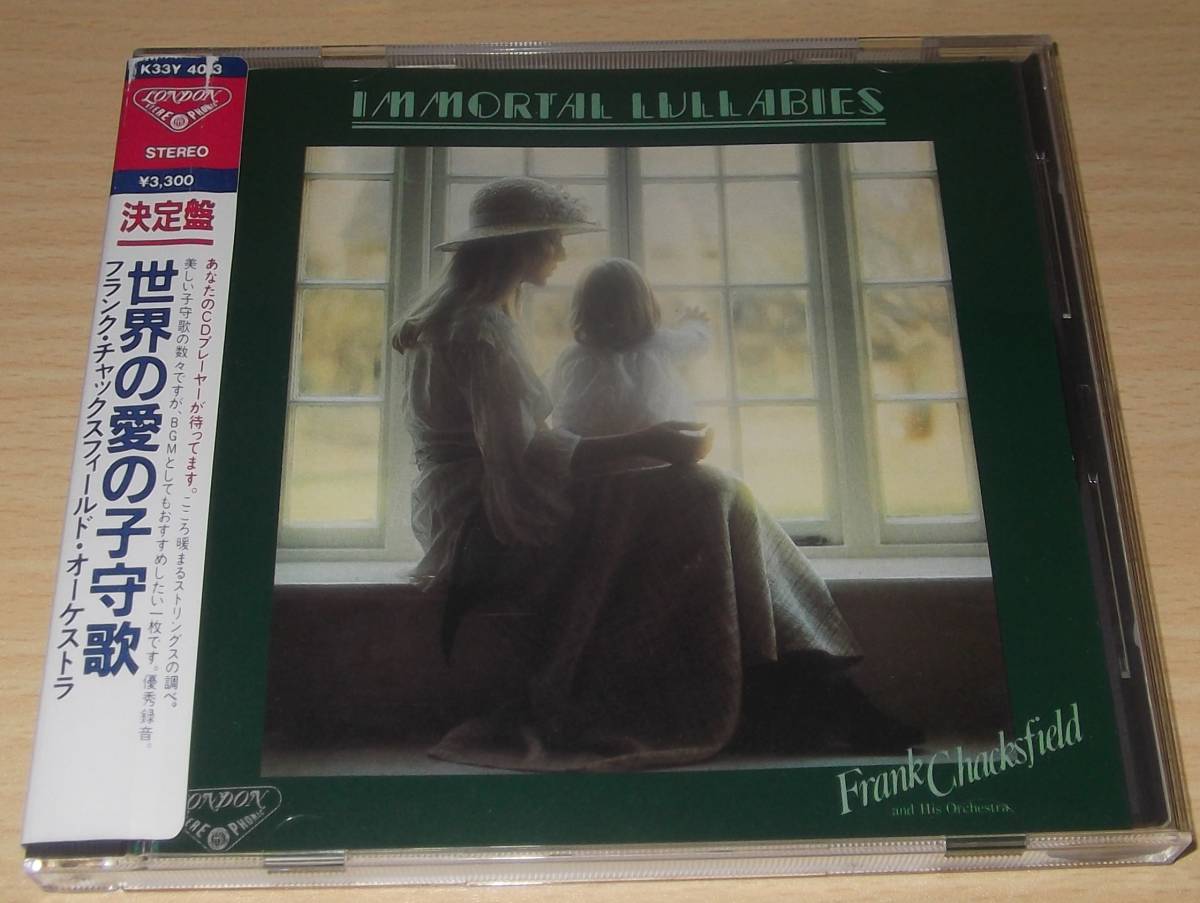 K33Y 4013
LONDON
STEREO PHONIC
STEREO
¥3,300
決定盤
世界の愛の子守歌
フランク・チャックスフィールド・オーケストラ
あなたのCDプレーヤーが待ってます。こころ暖まるストリングスの調べ。
美しい子守歌の数々ですが、BGMとしてもおすすめしたい一枚です。優秀録音。
IMMORTAL LULLABIES
Frank Chacksfield
and His Orchestra
LONDON
PHONIC